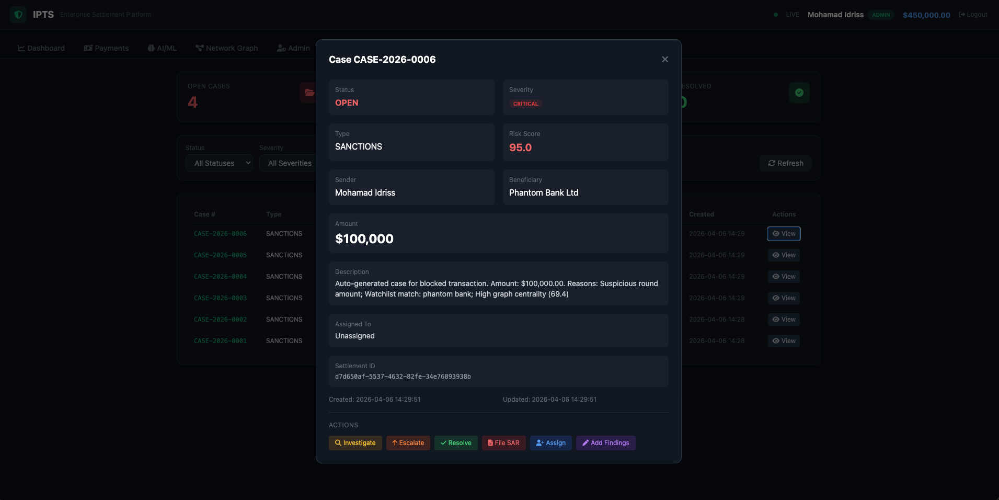 IPTS Enterprise Settlement Platform
LIVE Mohamad Idriss ADMIN $450,000.00 Logout
Dashboard Payments AI/ML Network Graph Admin
OPEN CASES
4
ESOLVED
0
Status
All Statuses
Severity
All Severities
Refresh
Case # Type Created Actions
CASE-2026-0006 SANCTIONS 2026-04-06 14:29 View
CASE-2026-0005 SANCTIONS 2026-04-06 14:29 View
CASE-2026-0004 SANCTIONS 2026-04-06 14:29 View
CASE-2026-0003 SANCTIONS 2026-04-06 14:29 View
CASE-2026-0002 SANCTIONS 2026-04-06 14:28 View
CASE-2026-0001 SANCTIONS 2026-04-06 14:28 View
Case CASE-2026-0006
Status
OPEN
Severity
CRITICAL
Type
SANCTIONS
Risk Score
95.0
Sender
Mohamad Idriss
Beneficiary
Phantom Bank Ltd
Amount
$100,000
Description
Auto-generated case for blocked transaction. Amount: $100,000.00. Reasons: Suspicious round
amount; Watchlist match: phantom bank; High graph centrality (69.4)
Assigned To
Unassigned
Settlement ID
d7d650af-5537-4632-82fe-34e76893938b
Created: 2026-04-06 14:29:51 Updated: 2026-04-06 14:29:51
ACTIONS
Investigate Escalate Resolve File SAR Assign Add Findings